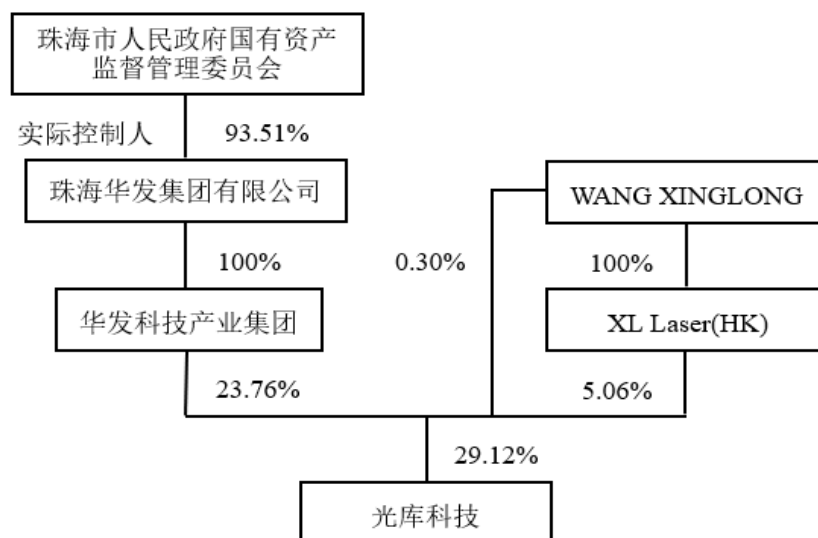 珠海市人民政府国有资产
监督管理委员会
实际控制人
93.51%
珠海华发集团有限公司
WANG XINGLONG
100%
0.30%
100%
华发科技产业集团
XL Laser(HK)
23.76%
5.06%
29.12%
光库科技